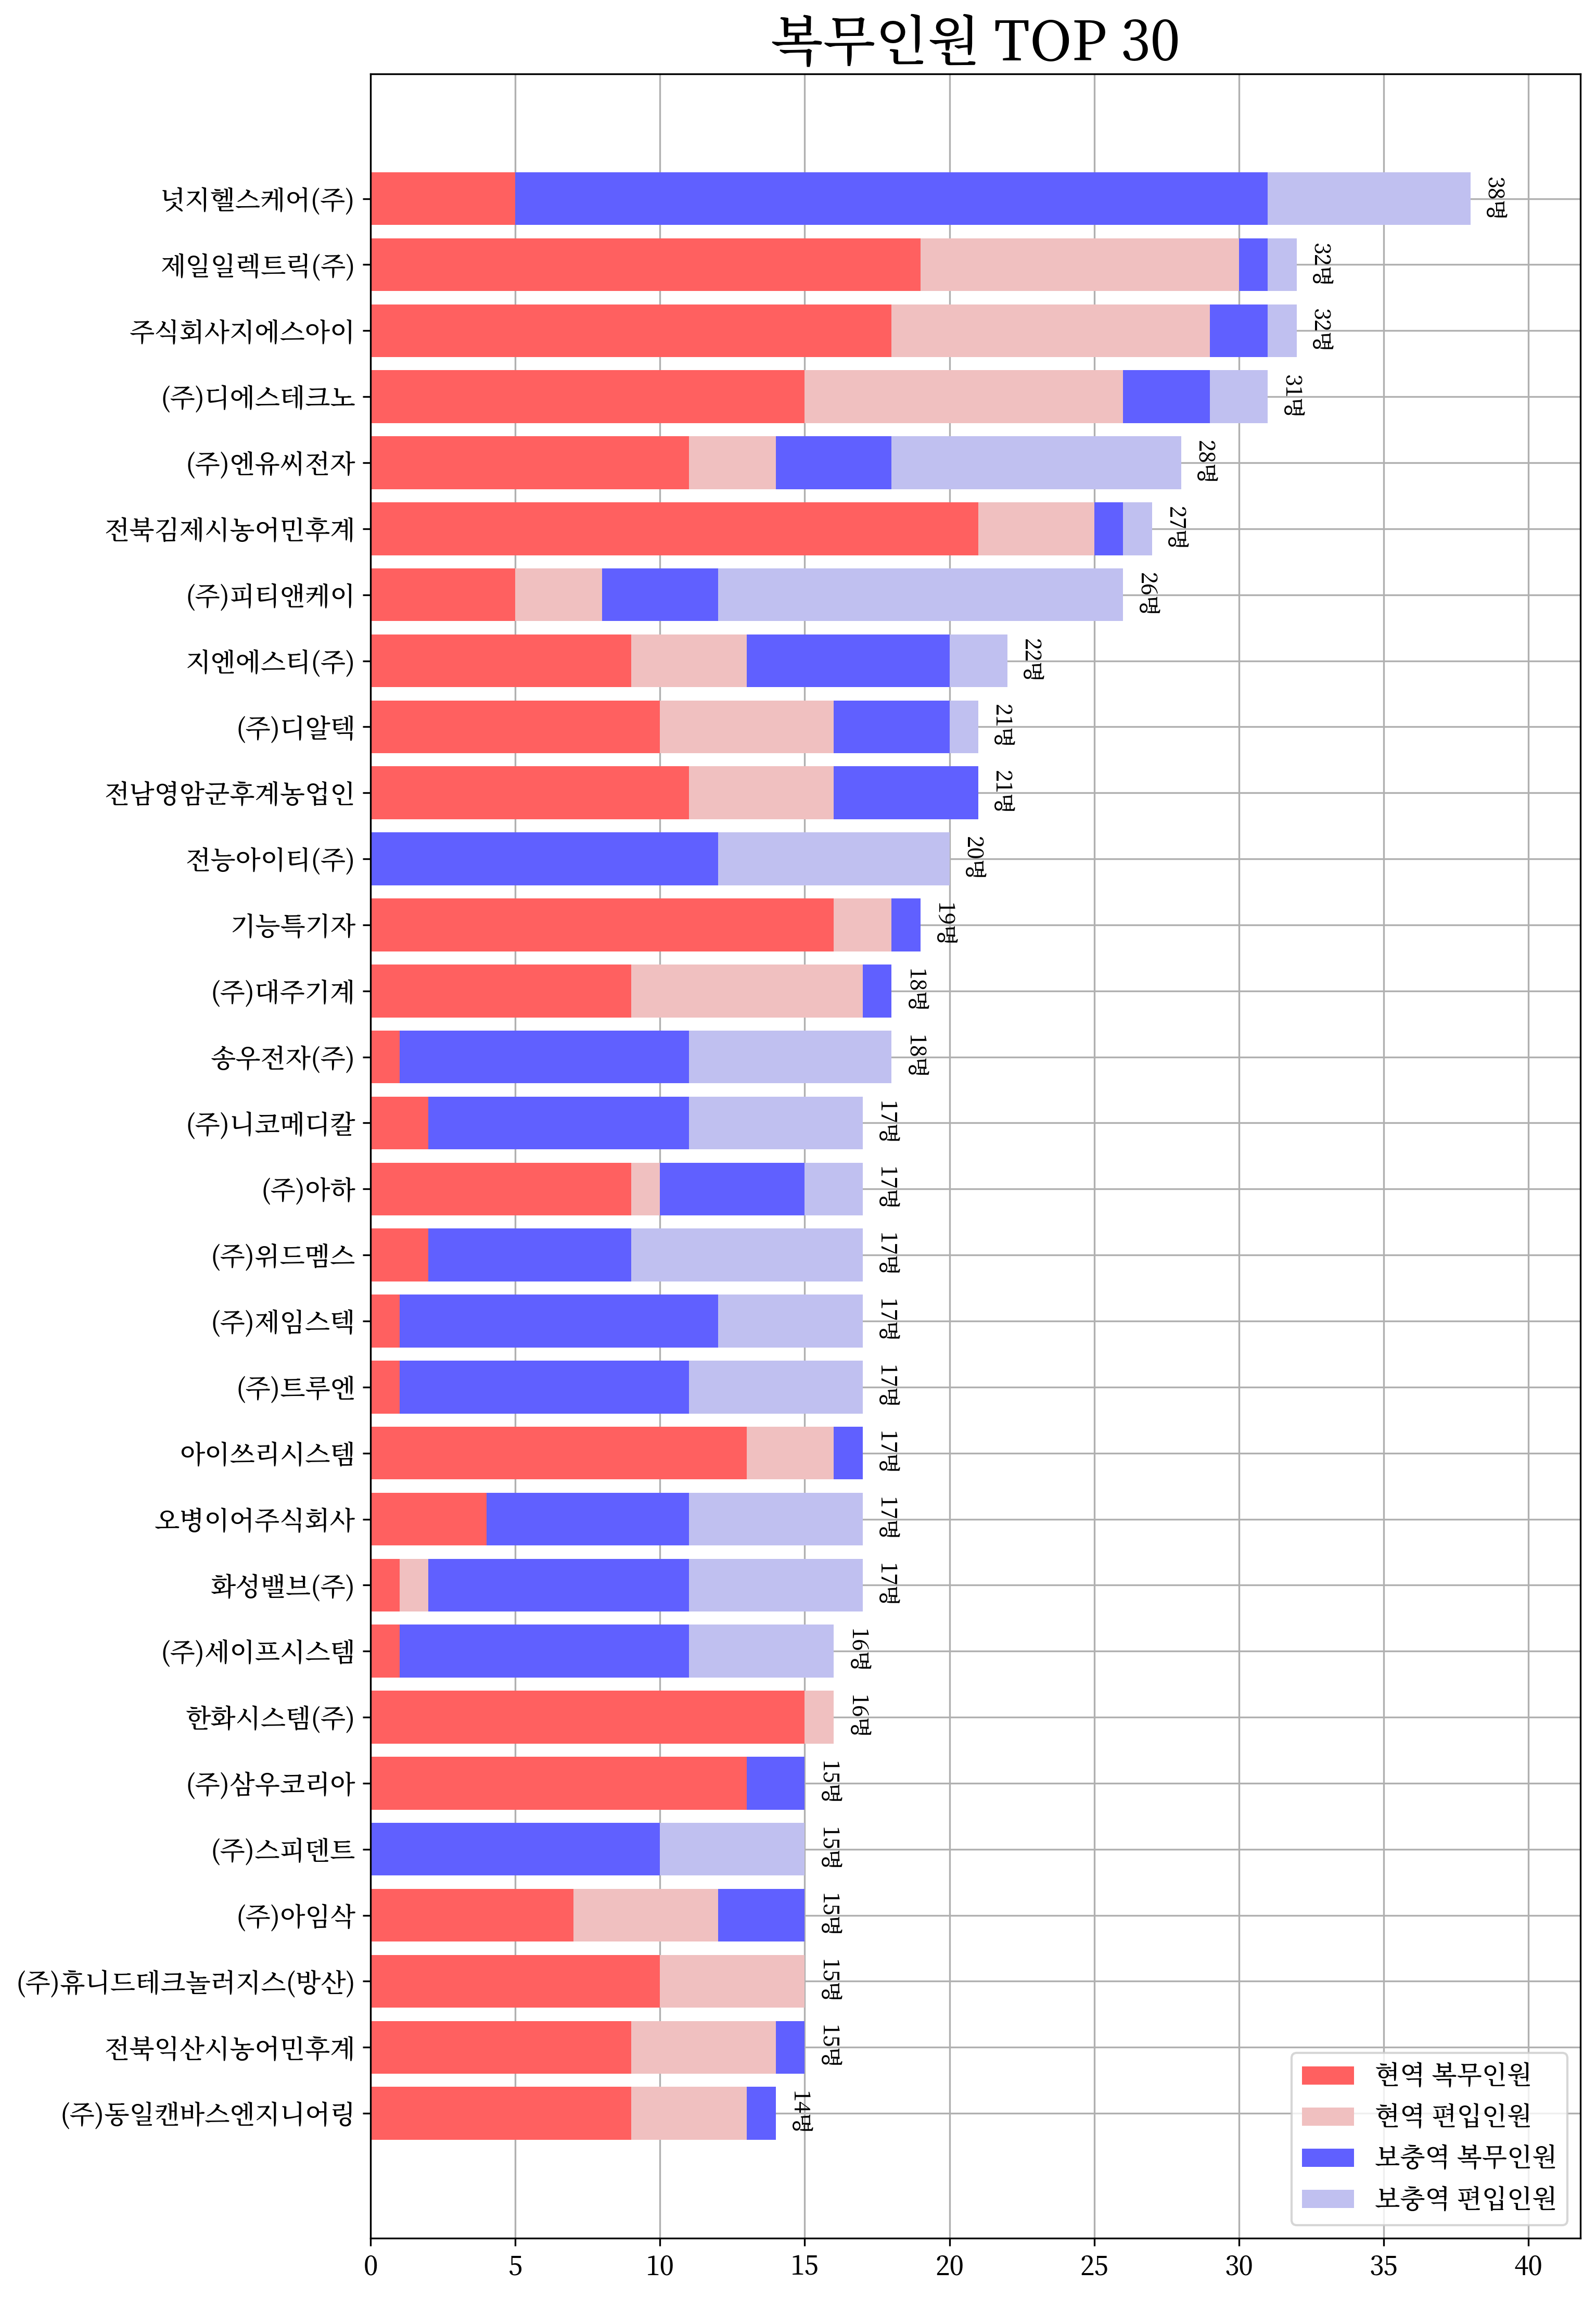 복무인원 TOP 30
넛지헬스케어(주) 38명
제일일렉트릭(주) 32명
주식회사지에스아이 32명
(주)디에스테크노 31명
(주)엔유씨전자 28명
전북김제시농어민후계 27명
(주)피티앤케이 26명
지엔에스티(주) 22명
(주)디알텍 21명
전남영암군후계농업인 21명
전능아이티(주) 20명
기능특기자 19명
(주)대주기계 18명
송우전자(주) 18명
(주)니코메디칼 17명
(주)아하 17명
(주)위드멤스 17명
(주)제임스텍 17명
(주)트루엔 17명
아이쓰리시스템 17명
오병이어주식회사 17명
화성밸브(주) 17명
(주)세이프시스템 16명
한화시스템(주) 16명
(주)삼우코리아 15명
(주)스피덴트 15명
(주)아임삭 15명
(주)휴니드테크놀러지스(방산) 15명
전북익산시농어민후계 15명
(주)동일캔바스엔지니어링 14명
현역 복무인원
현역 편입인원
보충역 복무인원
보충역 편입인원
0 5 10 15 20 25 30 35 40